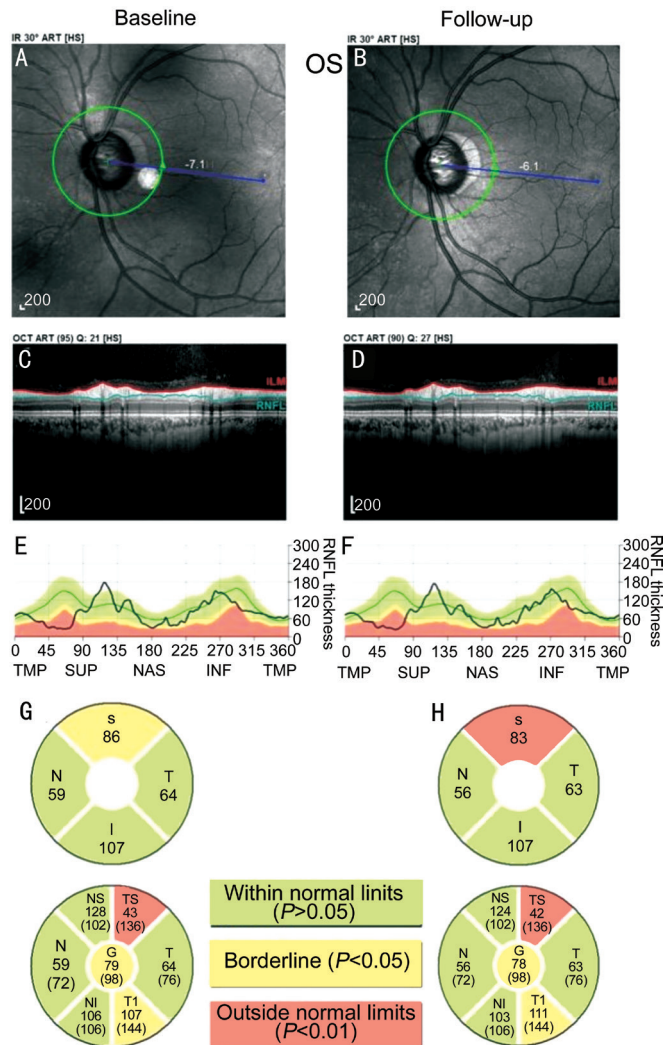 Baseline
Follow-up
IR 30° ART [HS]
IR 30° ART [HS]
A
OS
B
-7.1
-6.1
200
200
OCT ART (95) Q: 21 [HS]
OCT ART (90) Q: 27 [HS]
C
ILM
RNFL
200
D
ILM
RNFL
200
E
300
240
180
120
60
0
RNFL thickness
0 45 90 135 180 225 270 315 360
TMP SUP NAS INF TMP
F
300
240
180
120
60
0
RNFL thickness
0 45 90 135 180 225 270 315 360
TMP SUP NAS INF TMP
G
s
86
N
59
T
64
I
107
H
s
83
N
56
T
63
I
107
NS
128
(102)
TS
43
(136)
N
59
(72)
G
79
(98)
T
64
(76)
NI
106
(106)
T1
107
(144)
Within normal linits
(P>0.05)
Borderline (P<0.05)
Outside normal limits
(P<0.01)
NS
124
(102)
TS
42
(136)
N
56
(72)
G
78
(98)
T
63
(76)
NI
103
(106)
T1
111
(144)